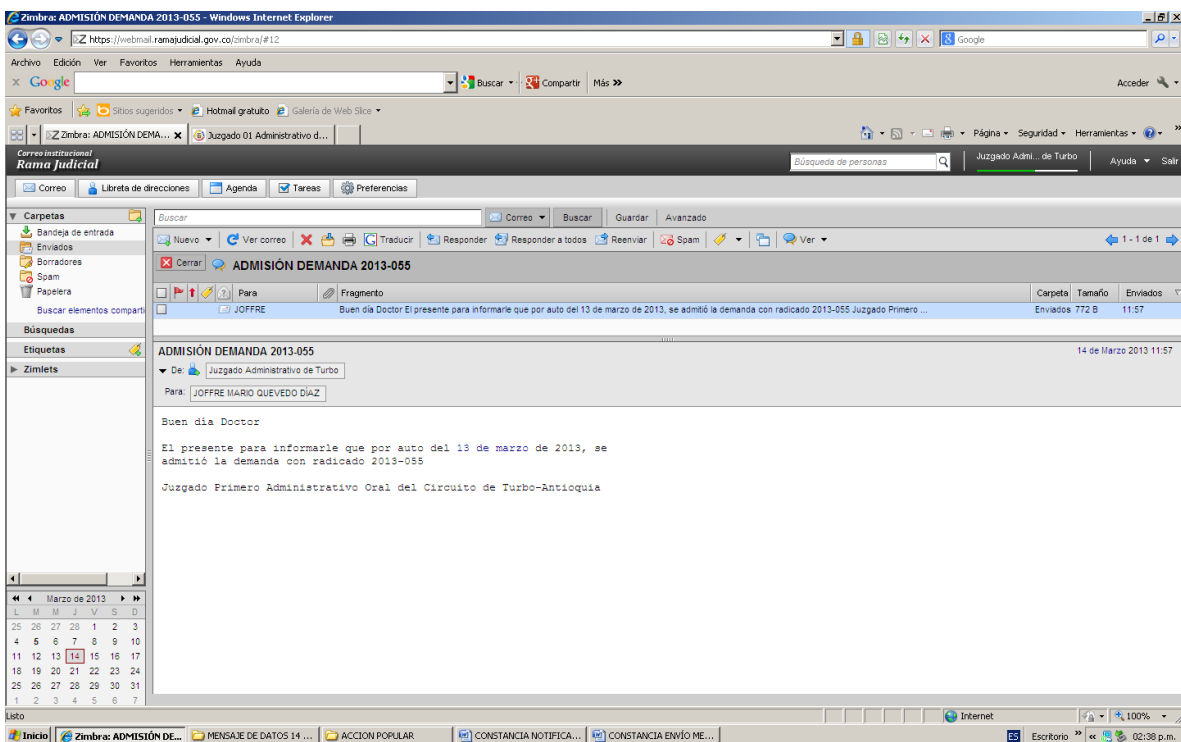 Zimbra: ADMISIÓN DEMANDA 2013-055 - Windows Internet Explorer
https://webmail.ramajudicial.gov.co/zimbra/#12
Google
Archivo Edición Ver Favoritos Herramientas Ayuda
x Google Buscar Compartir Más >> Acceder
Favoritos Sitios sugeridos Hotmail gratuito Galería de Web Slice
Zimbra: ADMISIÓN DEMA... x Juzgado 01 Administrativo d... Página Seguridad Herramientas »
Correo institucional
Rama Judicial
Búsqueda de personas Juzgado Admi... de Turbo Ayuda Salir
Correo Libreta de direcciones Agenda Tareas Preferencias
Carpetas
Bandeja de entrada
Enviados
Borradores
Spam
Papelera
Buscar elementos comparti
Búsquedas
Etiquetas
Zimlets
Buscar Correo Buscar Guardar Avanzado
Nuevo Ver correo Traducir Responder Responder a todos Reenviar Spam Ver 1 - 1 de 1
Cerrar ADMISIÓN DEMANDA 2013-055
Para Fragmento Carpeta Tamaño Enviados
JOFFRE Buen día Doctor El presente para informarle que por auto del 13 de marzo de 2013, se admitió la demanda con radicado 2013-055 Juzgado Primero ... Enviados 772 B 11:57
ADMISIÓN DEMANDA 2013-055 14 de Marzo 2013 11:57
De: Juzgado Administrativo de Turbo
Para: JOFFRE MARIO QUEVEDO DÍAZ
Buen día Doctor
El presente para informarle que por auto del 13 de marzo de 2013, se
admitió la demanda con radicado 2013-055
Juzgado Primero Administrativo Oral del Circuito de Turbo-Antioquia
Marzo de 2013
L M M J V S D
25 26 27 28 1 2 3
4 5 6 7 8 9 10
11 12 13 14 15 16 17
18 19 20 21 22 23 24
25 26 27 28 29 30 31
1 2 3 4 5 6 7
Listo Internet 100%
Inicio Zimbra: ADMISIÓN DE... MENSAJE DE DATOS 14 ... ACCION POPULAR CONSTANCIA NOTIFICA... CONSTANCIA ENVÍO ME... ES Escritorio » « 02:38 p.m.